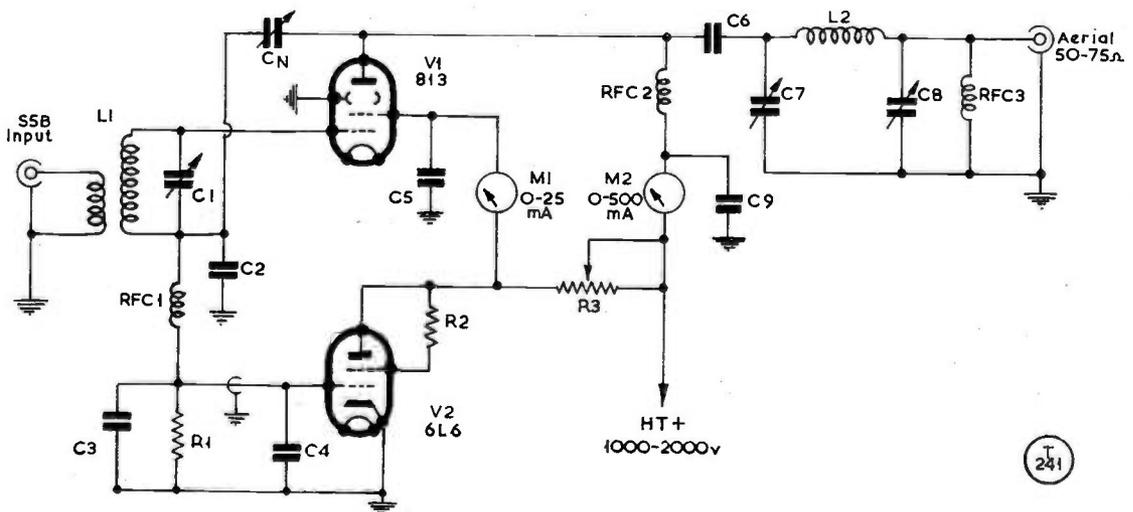 SSB
Input
L1
C1
C2
RFC1
C3
R1
C4
CN
V1
813
C5
M1
0-25
mA
R2
V2
6L6
R3
RFC2
M2
0-500
mA
C9
HT+
1000-2000v
C6
L2
C7
C8
RFC3
Aerial
50-75Ω
T
241